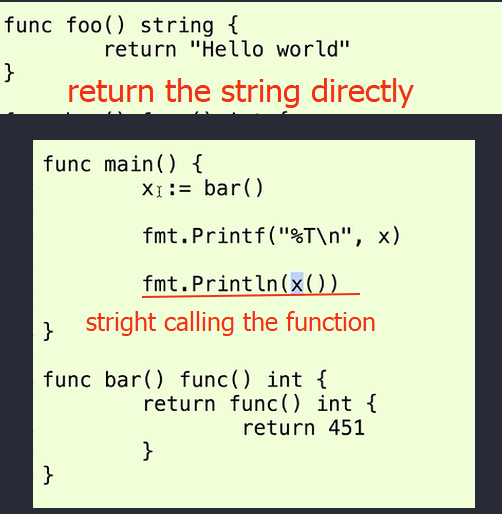 func foo() string {
return "Hello world"
}
return the string directly
func main() {
x := bar()
fmt.Printf("%T\n", x)
fmt.Println(x())
stright calling the function
}
func bar() func() int {
return func() int {
return 451
}
}